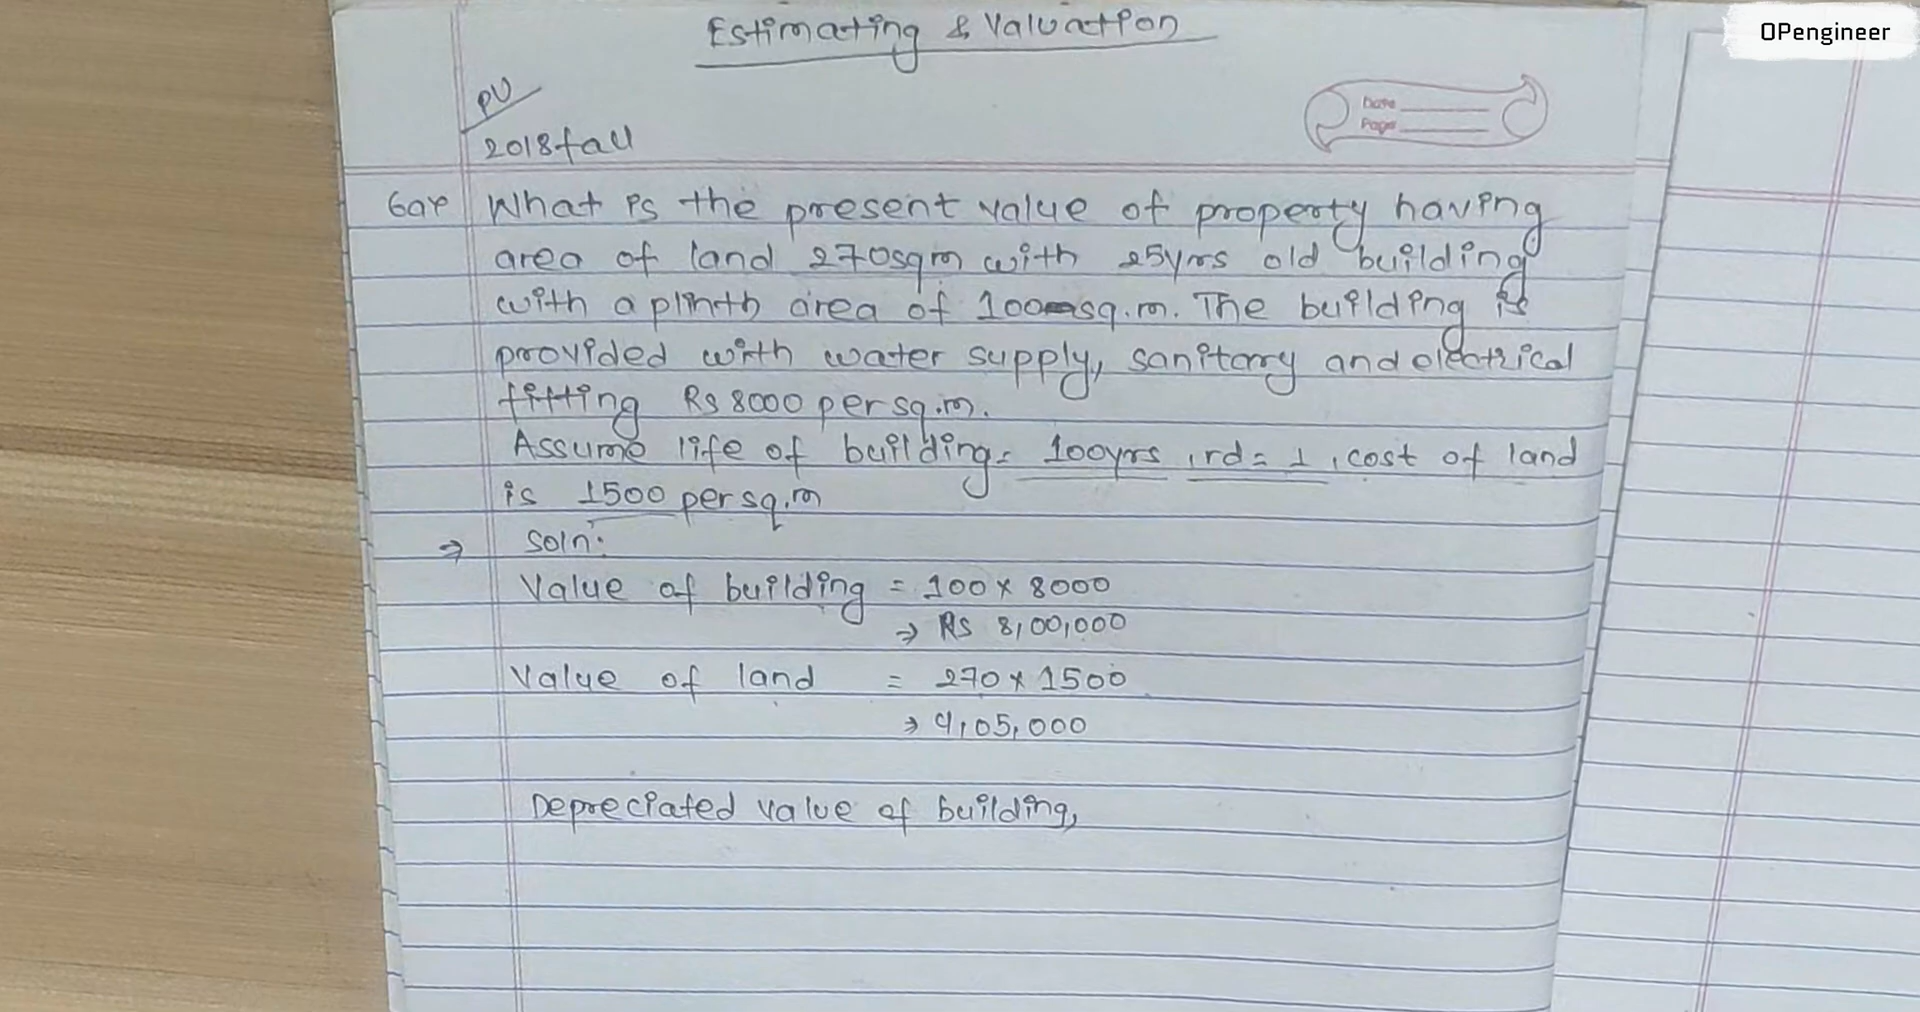 Estimating & Valuation
OPengineer
PU
2018 fall
Date
Page
What is the present value of property having
area of land 270sqm with 25yrs old building
with a plinth area of 100 sq.m. The building is
provided with water supply, sanitary and electrical
fitting Rs 8000 per sq.m.
Assume life of building = 100yrs, rd = 1, cost of land
is 1500 per sq.m
⇒ Soln:
Value of building = 100 × 8000
⇒ Rs 8,00,000
Value of land = 270 × 1500
⇒ 4,05,000
Depreciated value of building,